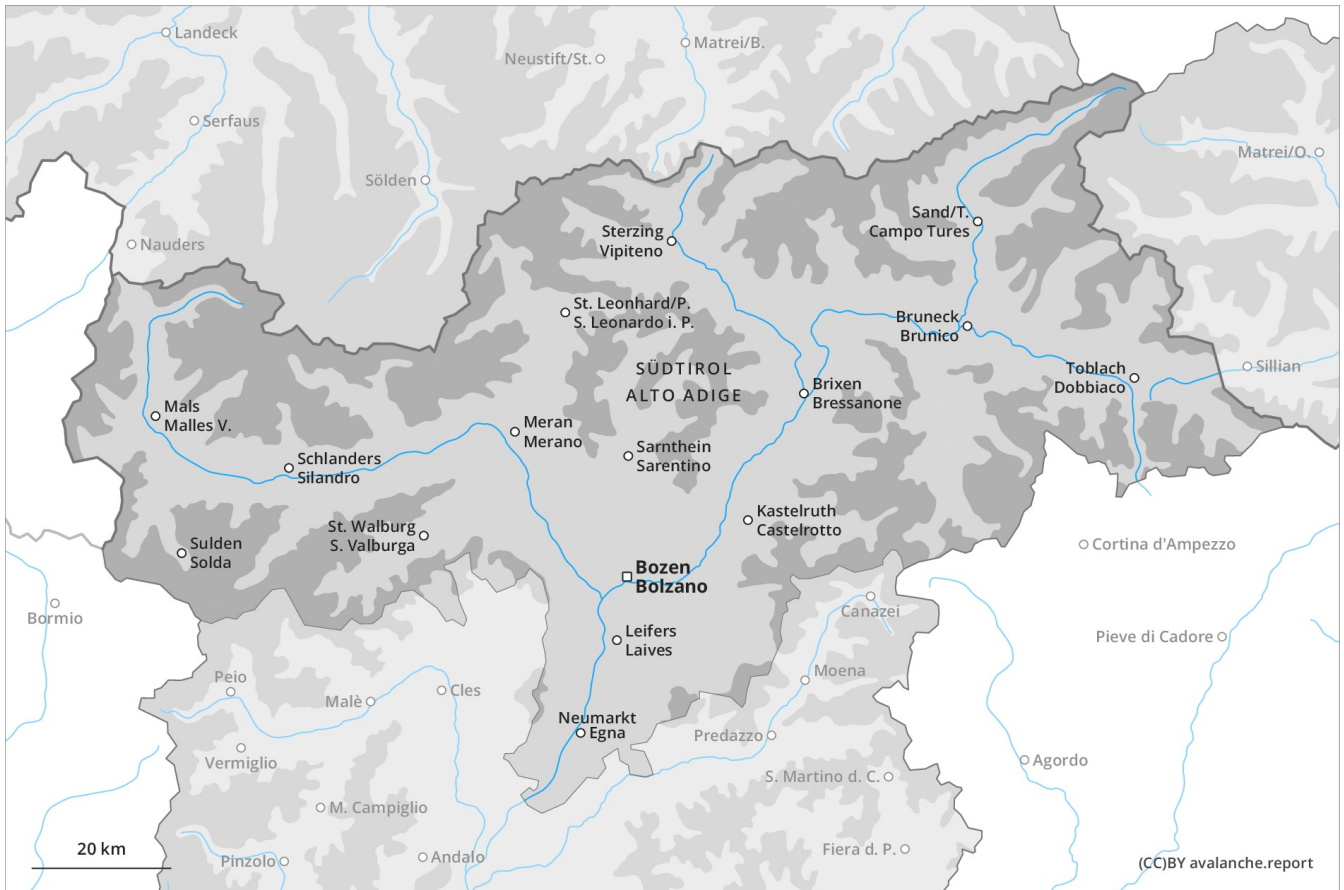 Landeck
Matrei/B.
Neustift/St.
Serfaus
Matrei/O.
Sölden
Sand/T.
Campo Tures
Sterzing
Vipiteno
Nauders
St. Leonhard/P.
S. Leonardo i. P.
Bruneck
Brunico
SÜDTIROL
ALTO ADIGE
Toblach
Dobbiaco
Sillian
Brixen
Bressanone
Mals
Malles V.
Meran
Merano
Schlanders
Silandro
Sarnthein
Sarentino
Kastelruth
Castelrotto
St. Walburg
S. Valburga
Sulden
Solda
Cortina d'Ampezzo
Bozen
Bolzano
Bormio
Canazei
Leifers
Laives
Pieve di Cadore
Peio
Malè
Cles
Moena
Neumarkt
Egna
Predazzo
Vermiglio
Agordo
S. Martino d. C.
M. Campiglio
20 km
Pinzolo
Andalo
Fiera d. P.
(CC)BY avalanche.report